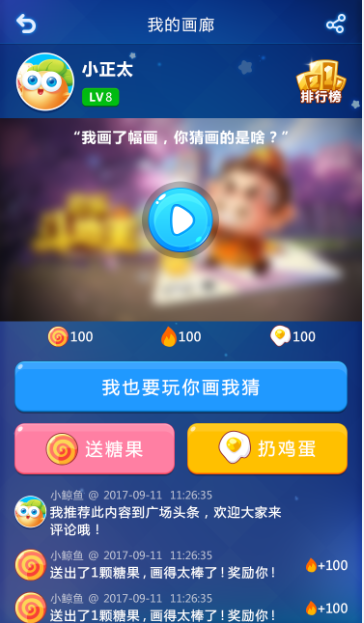 我的画廊
小正太
LV8
排行榜
“我画了幅画，你猜画的是啥？”
100
100
100
我也要玩你画我猜
送糖果
扔鸡蛋
小鲸鱼 @ 2017-09-11 11:26:35
我推荐此内容到广场头条，欢迎大家来
评论哦！
小鲸鱼 @ 2017-09-11 11:26:35
送出了1颗糖果，画得太棒了！奖励你！
+100
小鲸鱼 @ 2017-09-11 11:26:35
送出了1颗糖果，画得太棒了！奖励你！
+100